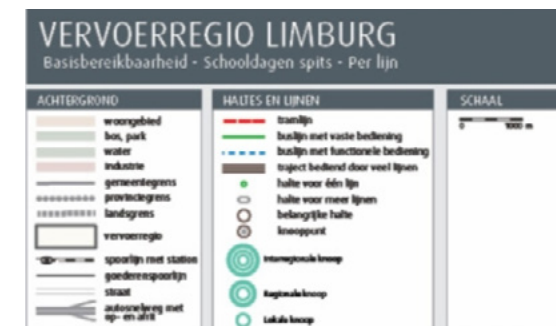 VERVOERREGIO LIMBURG
Basisbereikbaarheid - Schooldagen spits - Per lijn
ACHTERGROND
woongebied
bos, park
water
industrie
gemeentegrens
provinciegrens
landsgrens
vervoerregio
spoorlijn met station
goederenspoorlijn
straat
autosnelweg met
op- en afrit
HALTES EN LIJNEN
tramlijn
buslijn met vaste bediening
buslijn met functionele bediening
traject bediend door veel lijnen
halte voor één lijn
halte voor meer lijnen
belangrijke halte
knooppunt
Interregionale knoop
Regionale knoop
Lokale knoop
SCHAAL
0 1000 m